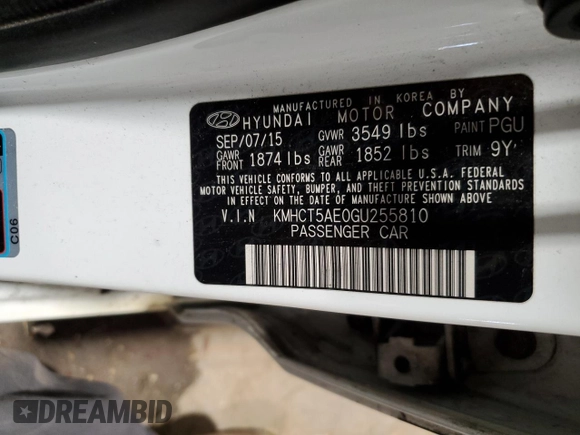 MANUFACTURED IN KOREA BY
HYUNDAI MOTOR COMPANY
SEP/07/15 GVWR 3549 lbs PAINT PGU
GAWR FRONT 1874 lbs GAWR REAR 1852 lbs TRIM 9Y
THIS VEHICLE CONFORMS TO ALL APPLICABLE U.S.A. FEDERAL
MOTOR VEHICLE SAFETY, BUMPER, AND THEFT PREVENTION STANDARDS
IN EFFECT ON THE DATE OF MANUFACTURE SHOWN ABOVE
V.I.N KMHCT5AE0GU255810
PASSENGER CAR
C06
DREAMBID